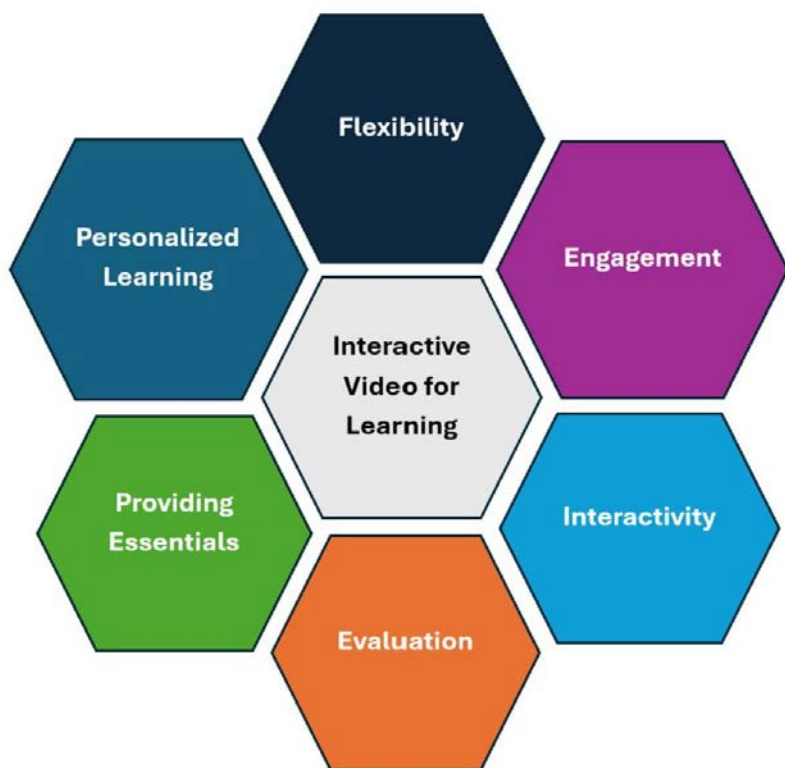 Flexibility
Engagement
Interactivity
Evaluation
Providing
Essentials
Personalized
Learning
Interactive
Video for
Learning